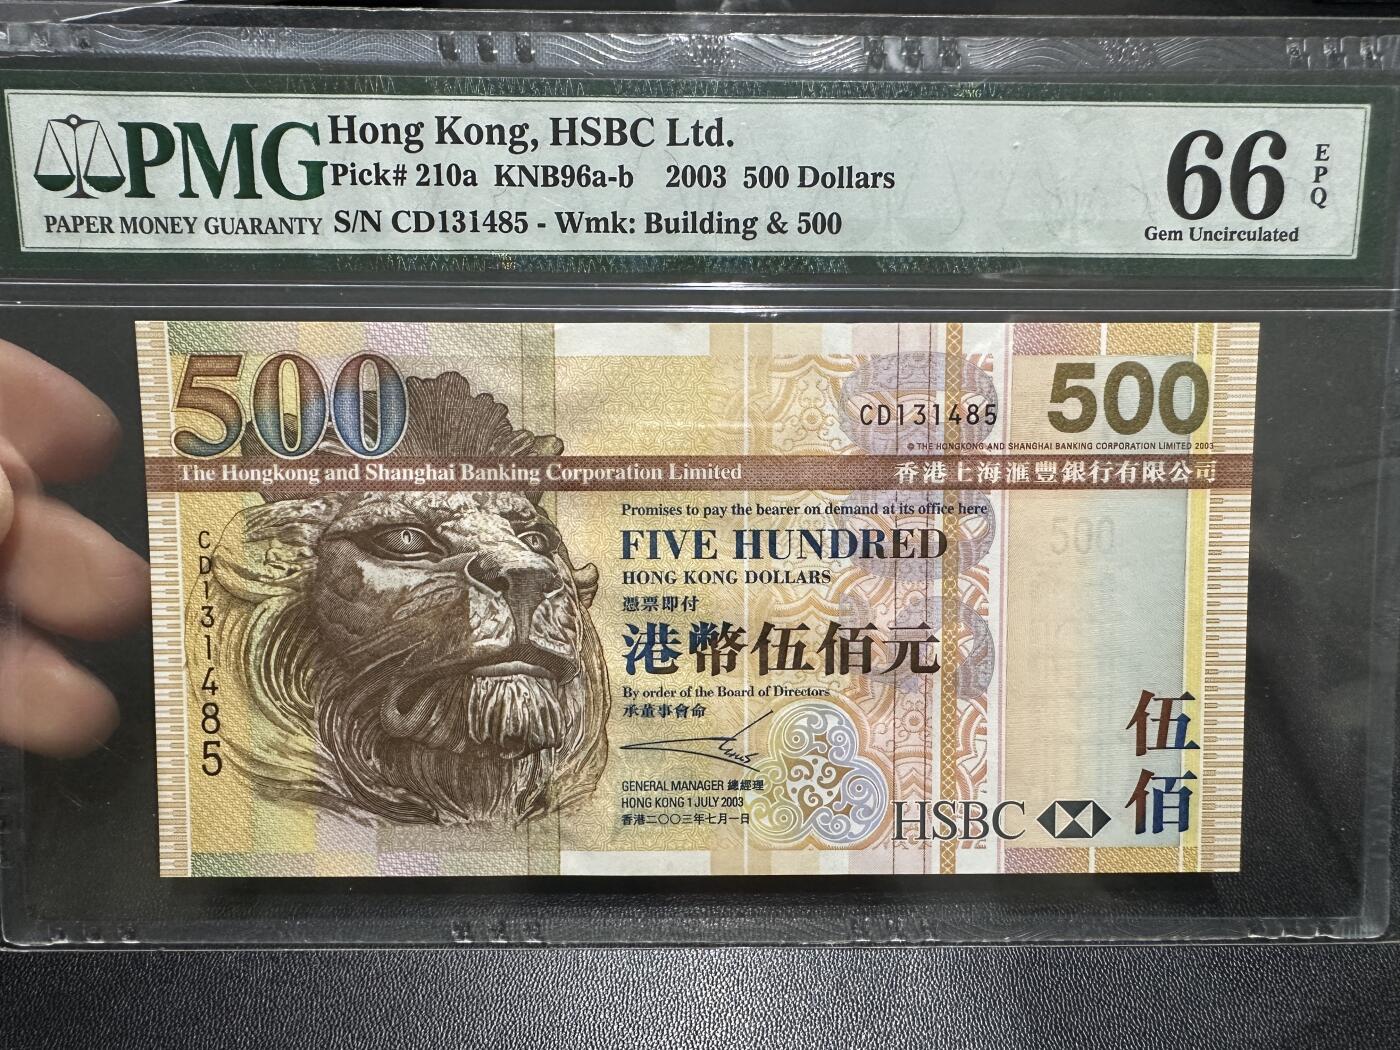 PMG
PAPER MONEY GUARANTY
Hong Kong, HSBC Ltd.
Pick# 210a KNB96a-b 2003 500 Dollars
S/N CD131485 - Wmk: Building & 500
66
EPQ
Gem Uncirculated
500
CD131485
500
© THE HONGKONG AND SHANGHAI BANKING CORPORATION LIMITED 2003
The Hongkong and Shanghai Banking Corporation Limited
香港上海滙豐銀行有限公司
Promises to pay the bearer on demand at its office here
FIVE HUNDRED
HONG KONG DOLLARS
憑票即付
港幣伍佰元
By order of the Board of Directors
承董事會命
GENERAL MANAGER 總經理
HONG KONG 1 JULY 2003
香港二〇〇三年七月一日
CD131485
500
伍佰
HSBC